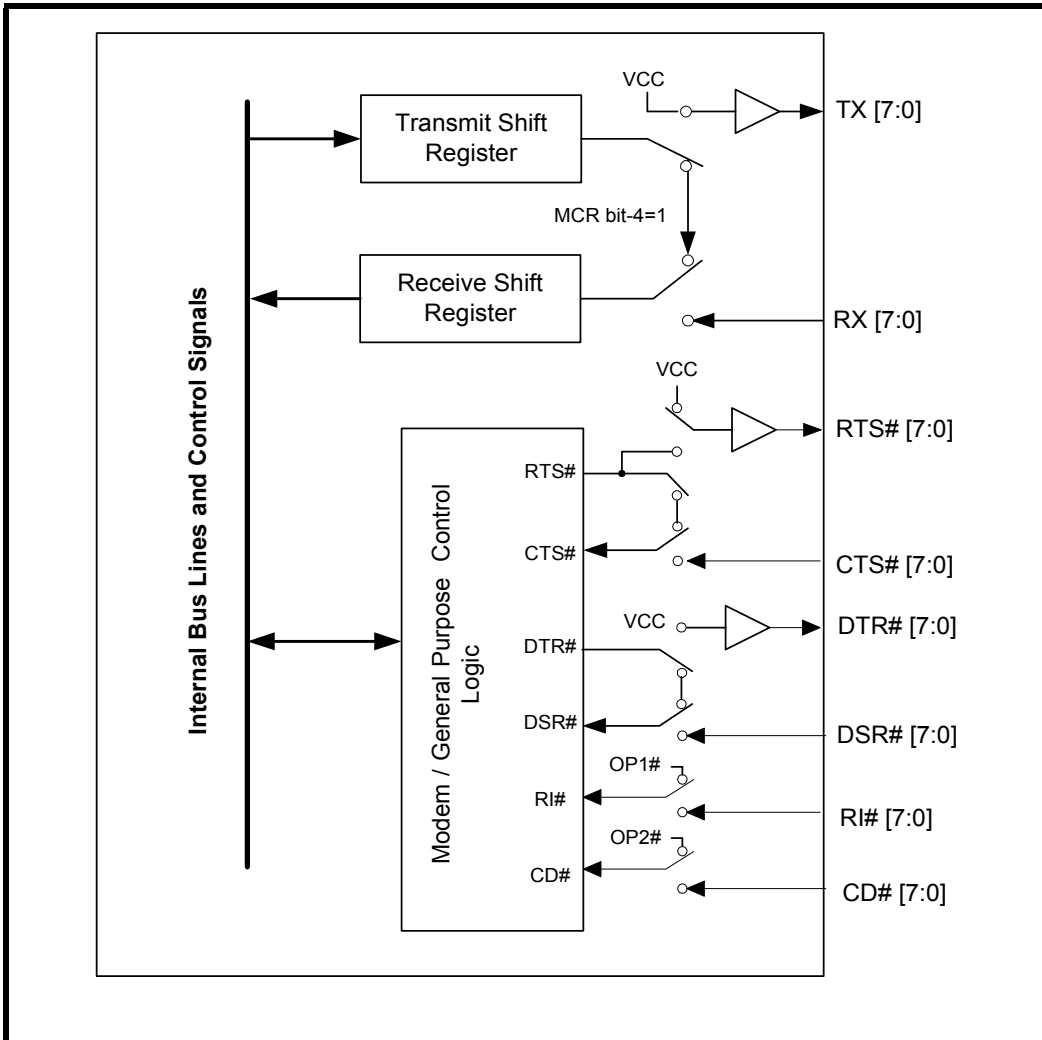 VCC
TX [7:0]
Transmit Shift
Register
MCR bit-4=1
Receive Shift
Register
RX [7:0]
Internal Bus Lines and Control Signals
VCC
RTS# [7:0]
RTS#
CTS#
CTS# [7:0]
Modem / General Purpose Control
Logic
VCC
DTR# [7:0]
DTR#
DSR#
DSR# [7:0]
OP1#
RI#
RI# [7:0]
OP2#
CD#
CD# [7:0]